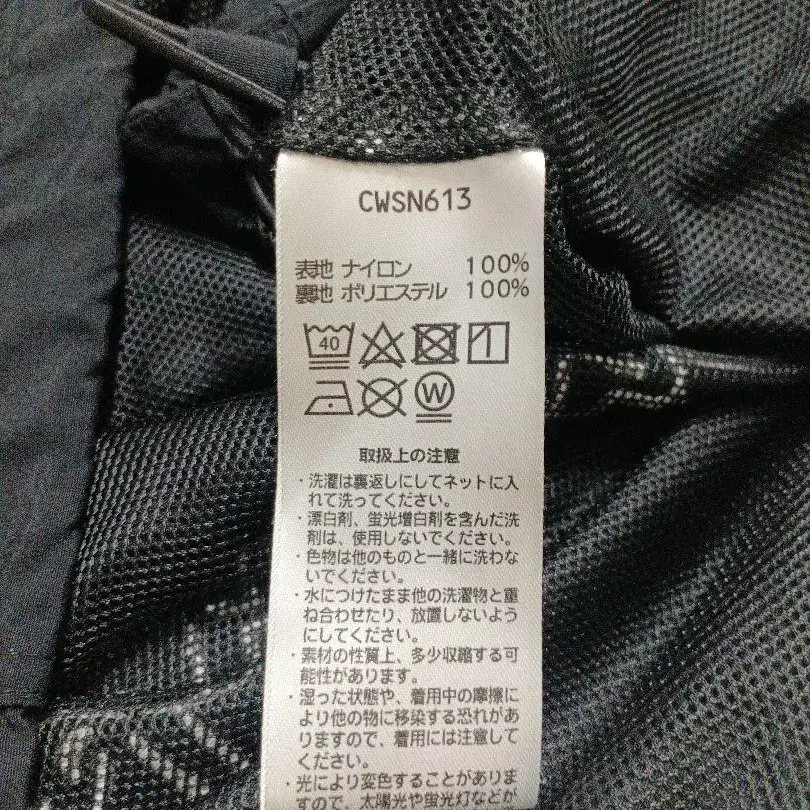 CWSN613
表地 ナイロン 100%
裏地 ポリエステル 100%
40
W
取扱上の注意
・洗濯は裏返しにしてネットに入
れて洗ってください。
・漂白剤、蛍光増白剤を含んだ洗
剤は、使用しないでください。
・色物は他のものと一緒に洗わな
いでください。
・水につけたまま他の洗濯物と重
ね合わせたり、放置しないよう
にしてください。
・素材の性質上、多少収縮する可
能性があります。
・湿った状態や、着用中の摩擦に
より他の物に移染する恐れがあ
りますので、着用には注意して
ください。
・光により変色することがありま
すので、太陽光や蛍光灯などが